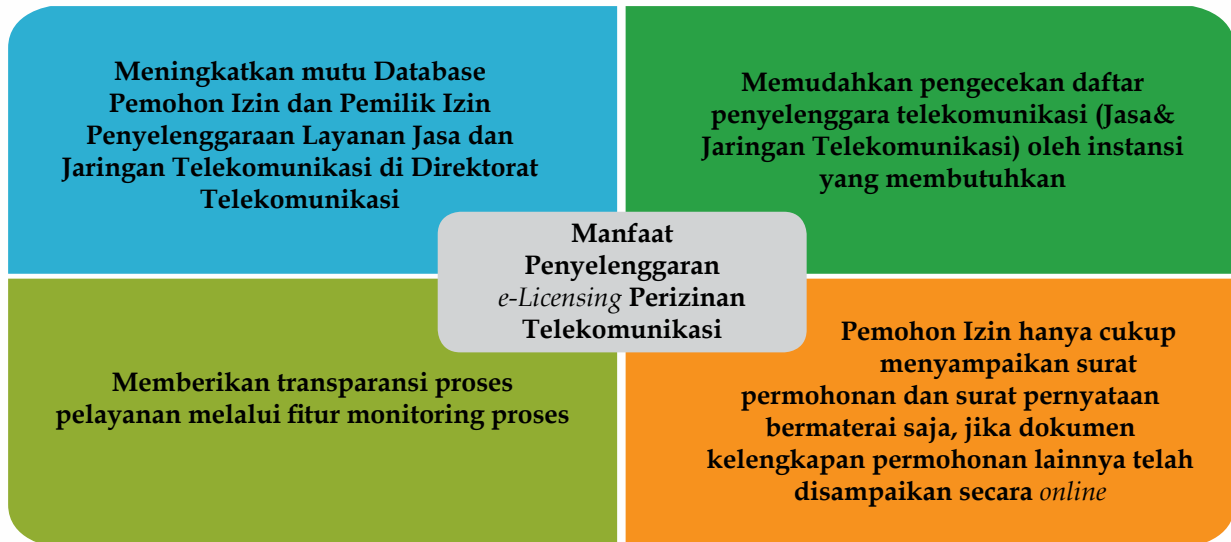 Meningkatkan mutu Database
Pemohon Izin dan Pemilik Izin
Penyelenggaraan Layanan Jasa dan
Jaringan Telekomunikasi di Direktorat
Telekomunikasi
Memudahkan pengecekan daftar
penyelenggara telekomunikasi (Jasa&
Jaringan Telekomunikasi) oleh instansi
yang membutuhkan
Manfaat
Penyelenggaran
e-Licensing Perizinan
Telekomunikasi
Memberikan transparansi proses
pelayanan melalui fitur monitoring proses
Pemohon Izin hanya cukup
menyampaikan surat
permohonan dan surat pernyataan
bermaterai saja, jika dokumen
kelengkapan permohonan lainnya telah
disampaikan secara online